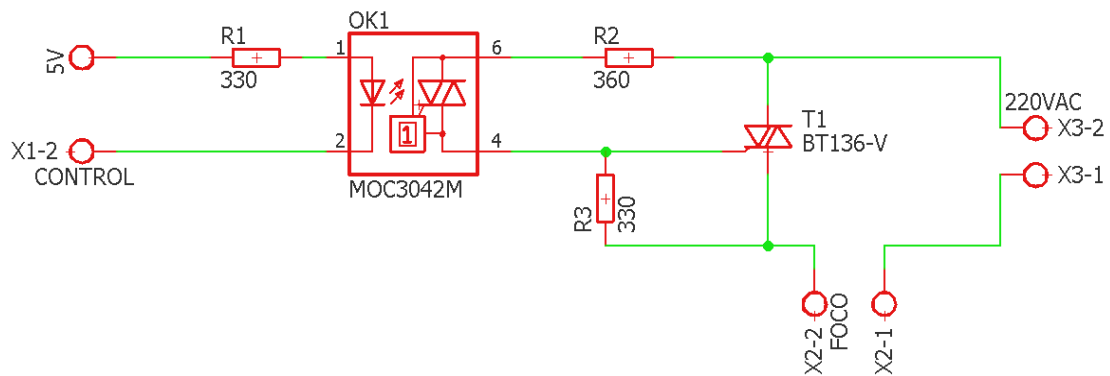 5V
R1
330
OK1
1
2
6
4
1
MOC3042M
X1-2
CONTROL
R2
360
R3
330
T1
BT136-V
220VAC
X3-2
X3-1
X2-2
FOCO
X2-1